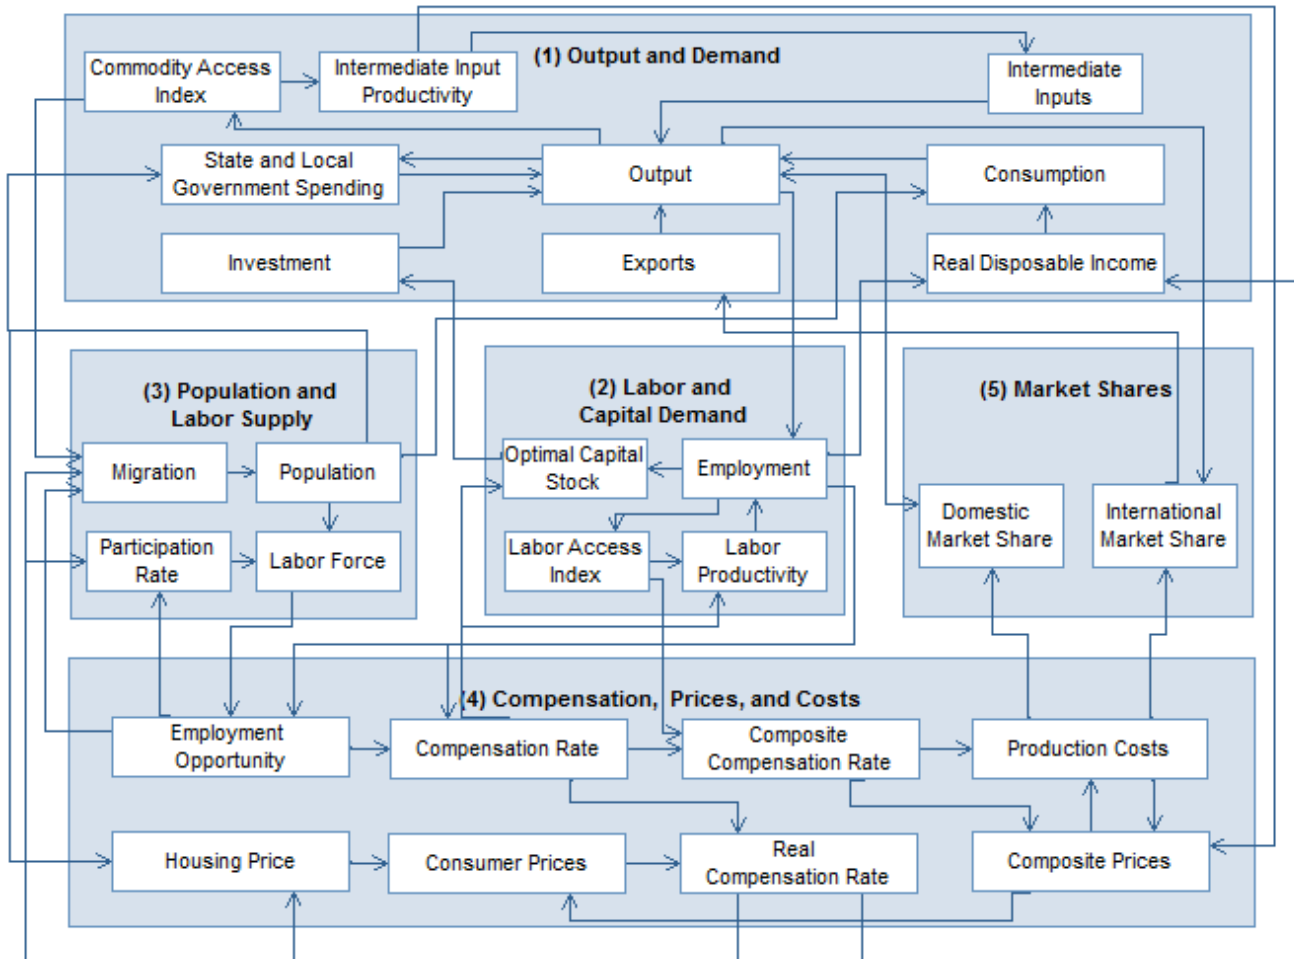 (1) Output and Demand
Commodity Access
Index
Intermediate Input
Productivity
Intermediate
Inputs
State and Local
Government Spending
Output
Consumption
Investment
Exports
Real Disposable Income
(3) Population and
Labor Supply
Migration
Population
Participation
Rate
Labor Force
(2) Labor and
Capital Demand
Optimal Capital
Stock
Employment
Labor Access
Index
Labor
Productivity
(5) Market Shares
Domestic
Market Share
International
Market Share
(4) Compensation, Prices, and Costs
Employment
Opportunity
Compensation Rate
Composite
Compensation Rate
Production Costs
Housing Price
Consumer Prices
Real
Compensation Rate
Composite Prices